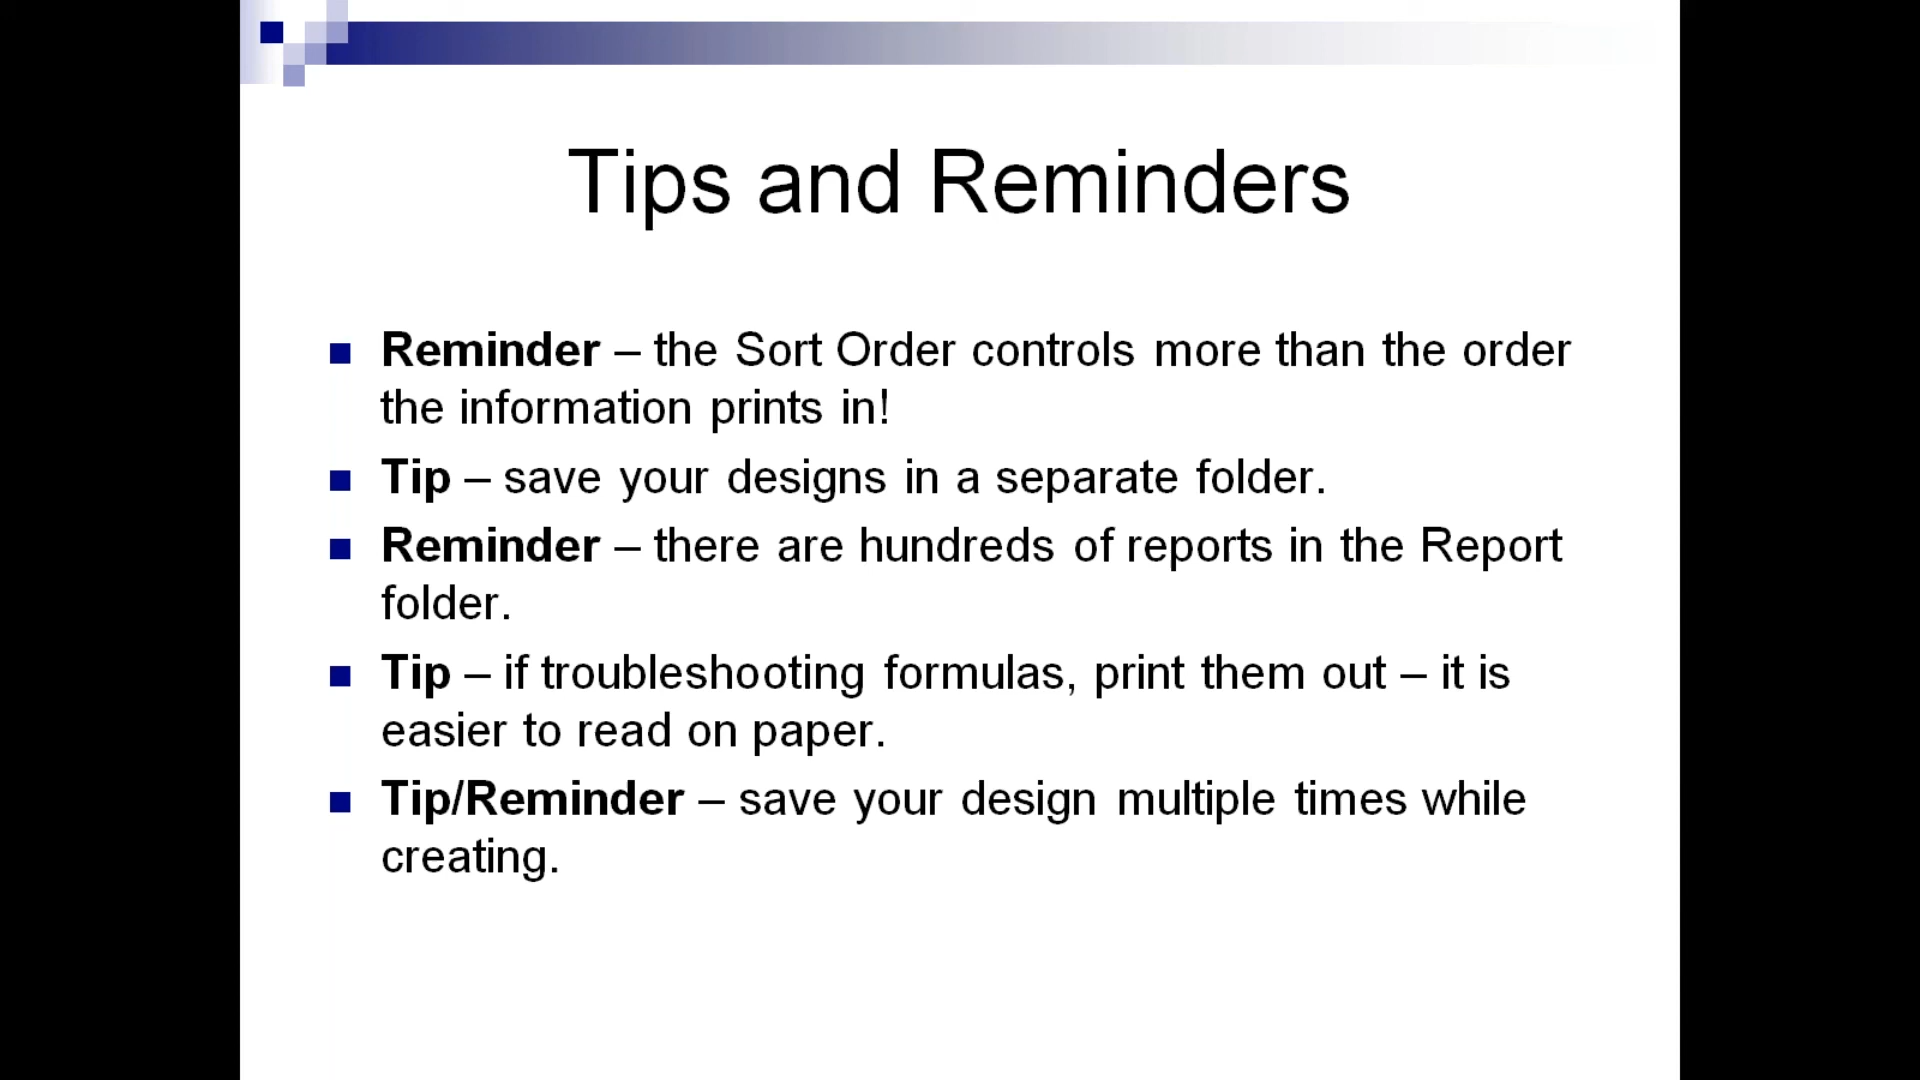 Tips and Reminders
Reminder – the Sort Order controls more than the order
the information prints in!
Tip – save your designs in a separate folder.
Reminder – there are hundreds of reports in the Report
folder.
Tip – if troubleshooting formulas, print them out – it is
easier to read on paper.
Tip/Reminder – save your design multiple times while
creating.